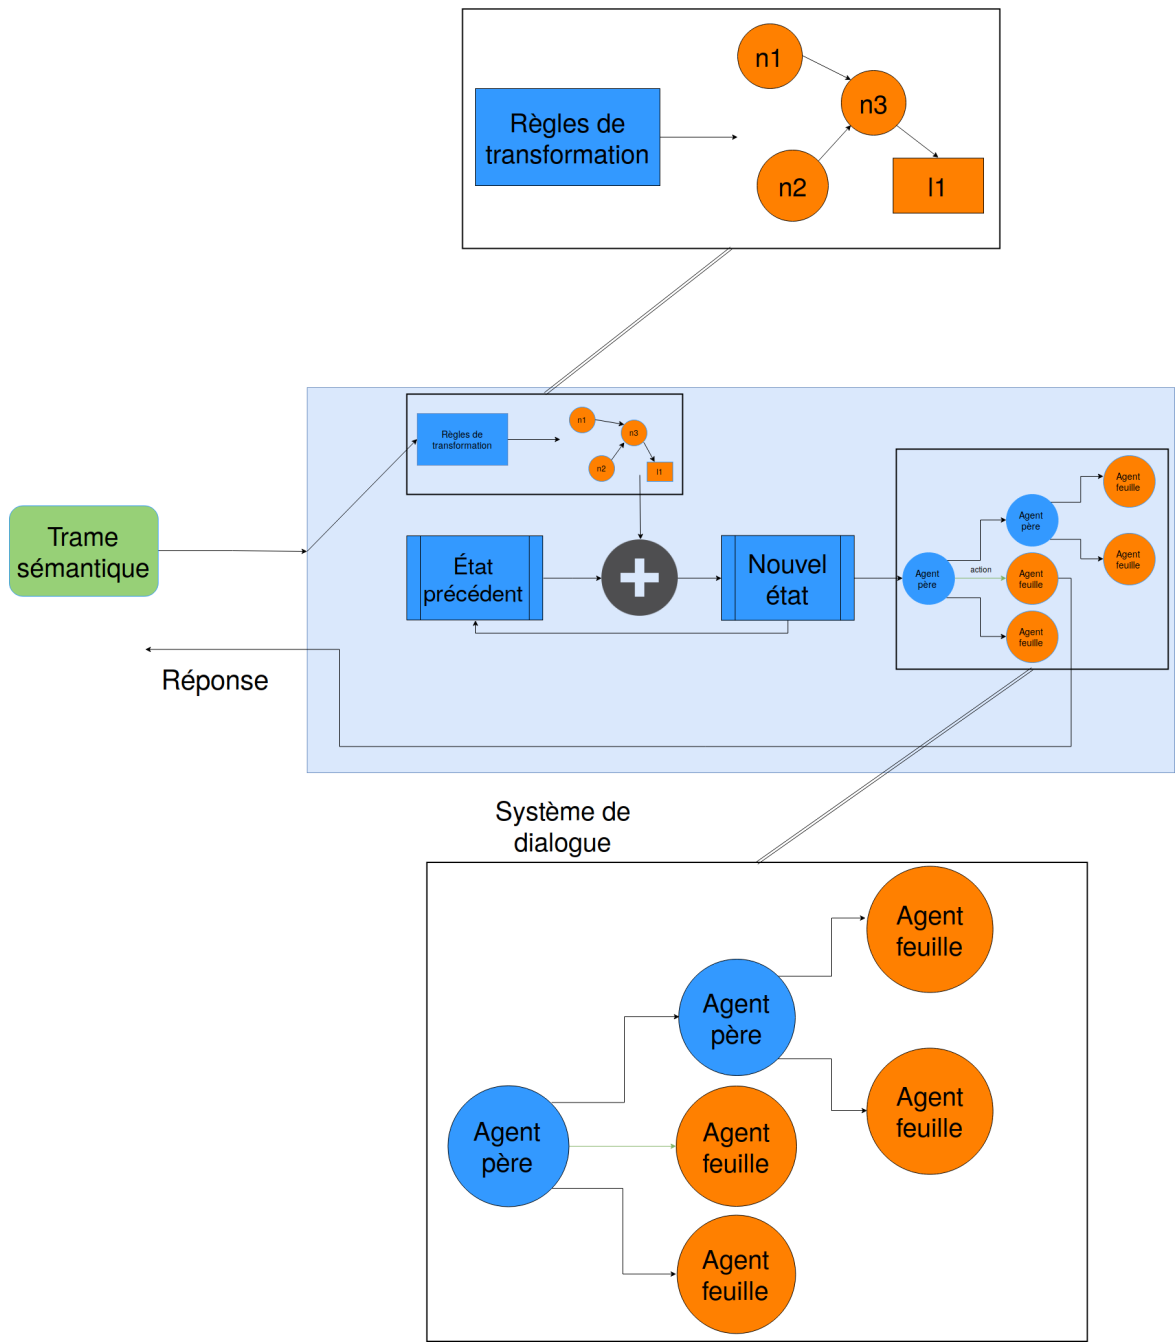 n1
n3
Règles de
transformation
n2
l1
n1
n3
Règles de
transformation
n2
l1
Agent
feuille
Agent
père
Trame
sémantique
État
précédent
Nouvel
état
Agent
père
action
Agent
feuille
Agent
feuille
Agent
feuille
Réponse
Système de
dialogue
Agent
feuille
Agent
père
Agent
feuille
Agent
père
Agent
feuille
Agent
feuille